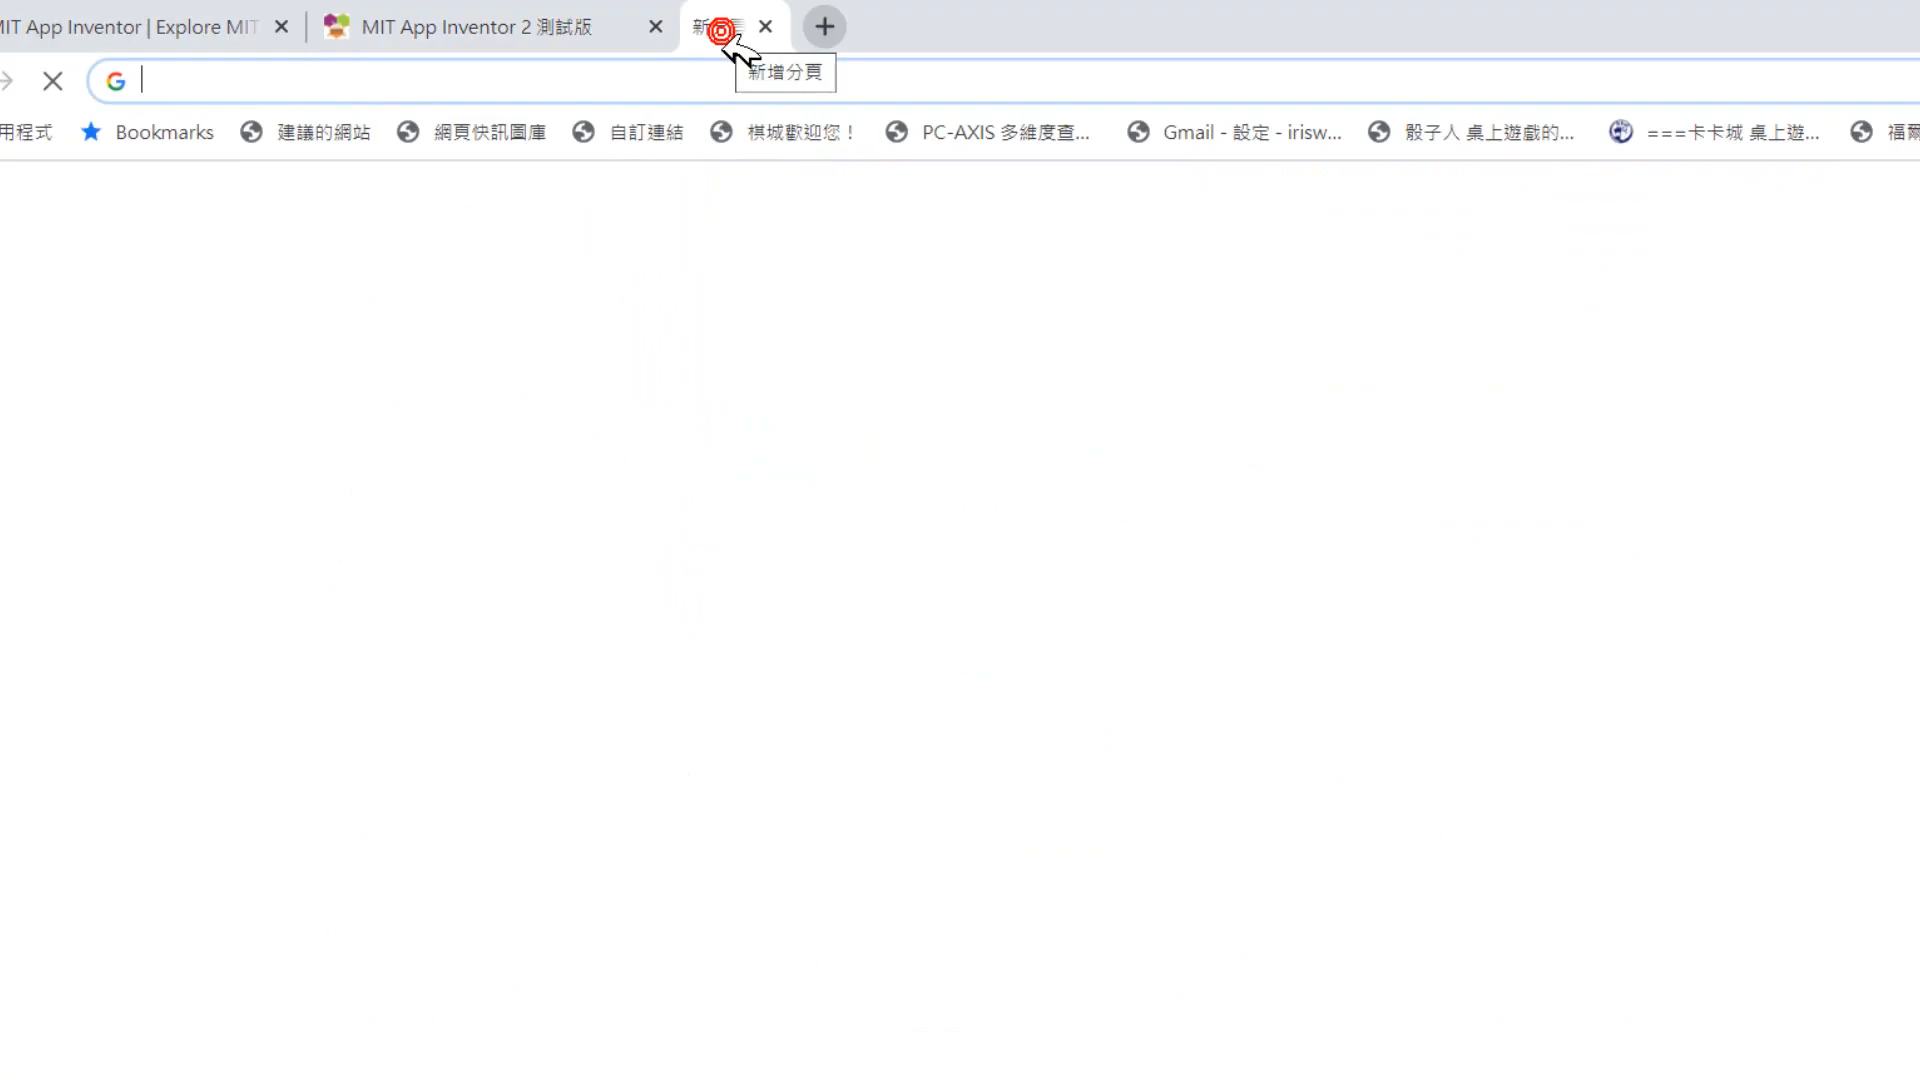 MIT App Inventor | Explore MIT
MIT App Inventor 2 測試版
新
新增分頁
用程式
Bookmarks
建議的網站
網頁快訊圖庫
自訂連結
棋城歡迎您！
PC-AXIS 多維度查...
Gmail - 設定 - irisw...
骰子人 桌上遊戲的...
===卡卡城 桌上遊...
福爾